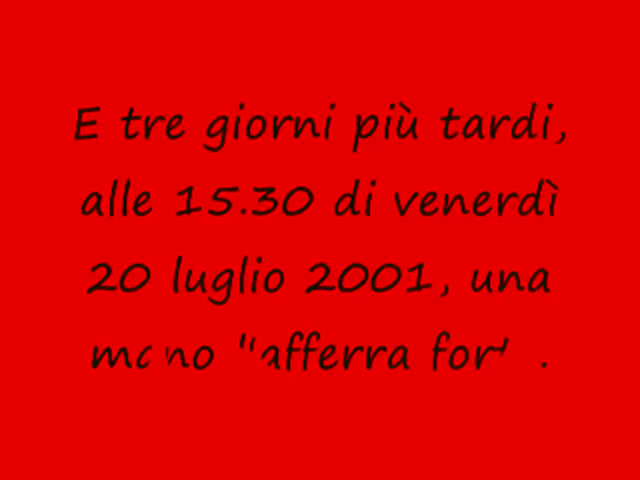 E tre giorni più tardi,
alle 15.30 di venerdì
20 luglio 2001, una
mano "afferra